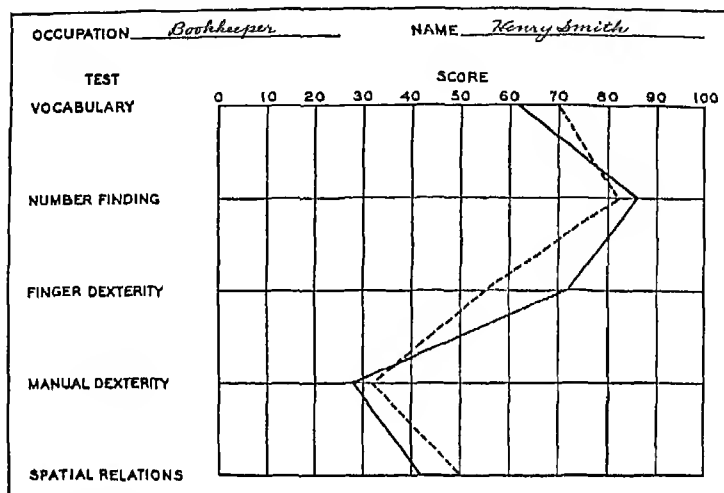 OCCUPATION Bookkeeper NAME Henry Smith
TEST SCORE
0 10 20 30 40 50 60 70 80 90 100
VOCABULARY
NUMBER FINDING
FINGER DEXTERITY
MANUAL DEXTERITY
SPATIAL RELATIONS